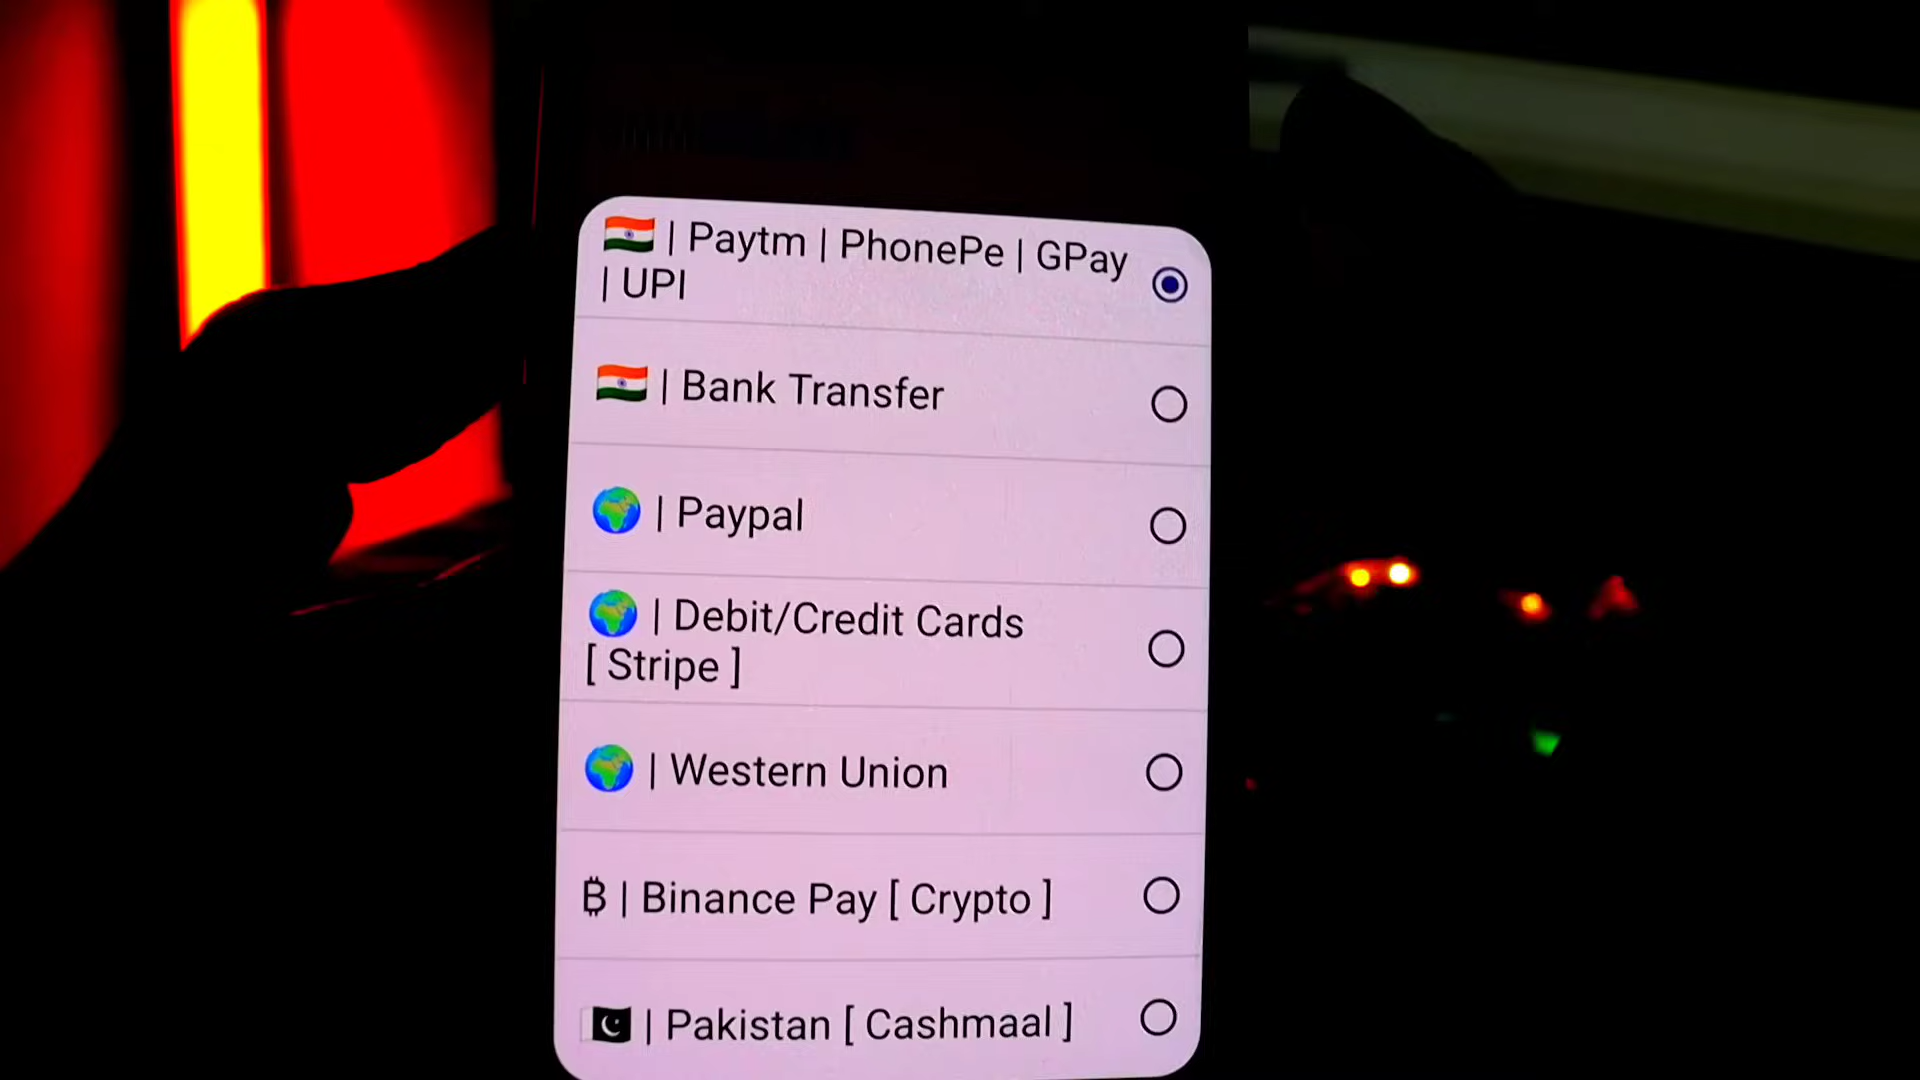 | Paytm | PhonePe | GPay
| UPI
| Bank Transfer
| Paypal
| Debit/Credit Cards
[ Stripe ]
| Western Union
₿ | Binance Pay [ Crypto ]
| Pakistan [ Cashmaal ]